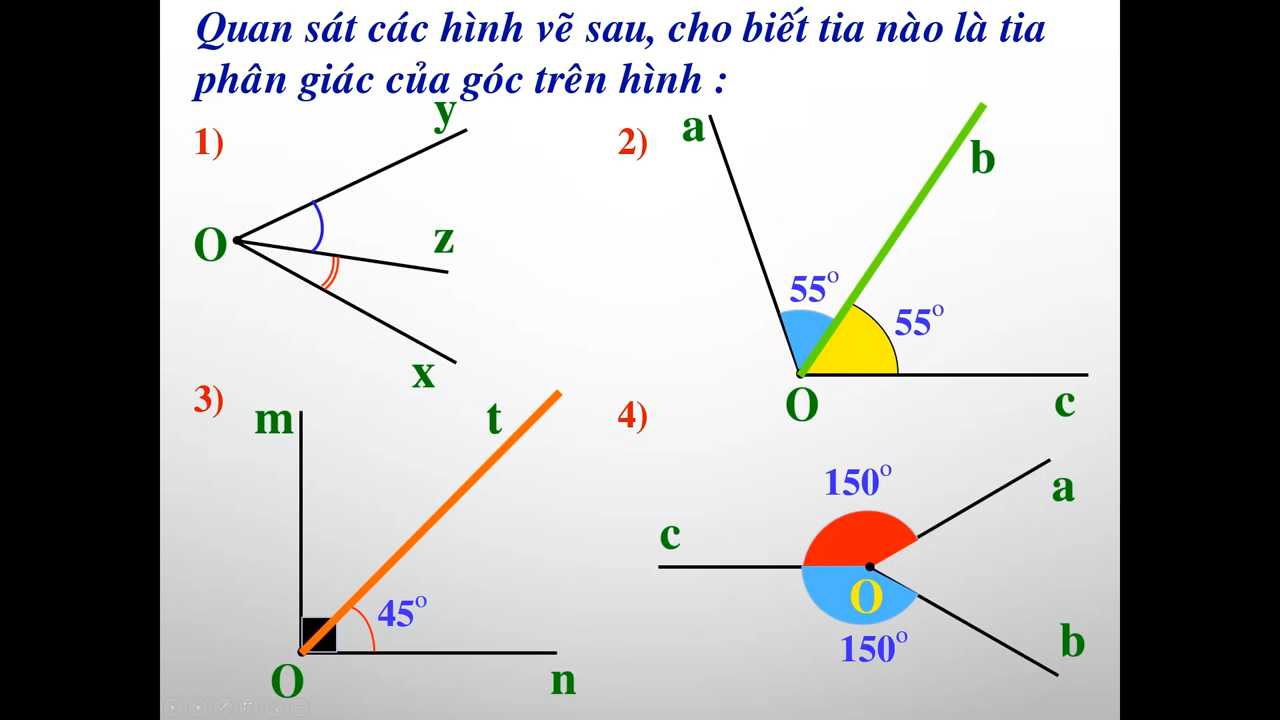 Quan sát các hình vẽ sau, cho biết tia nào là tia
phân giác của góc trên hình :
1)
y
O
z
x
2)
a
b
55°
55°
O
c
3)
m
t
45°
O
n
4)
150°
a
c
O
150°
b